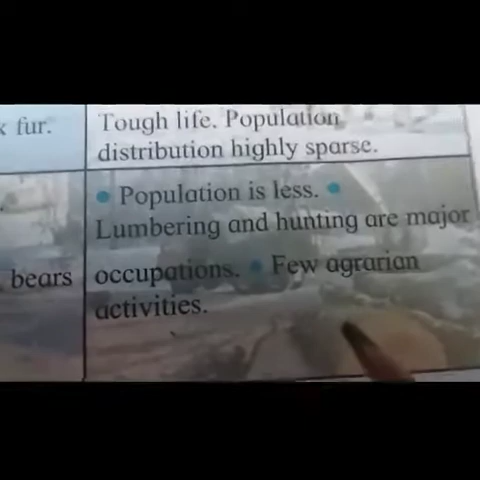 x fur.
Tough life. Population
distribution highly sparse.
• Population is less. •
Lumbering and hunting are major
bears
occupations. • Few agrarian
activities.